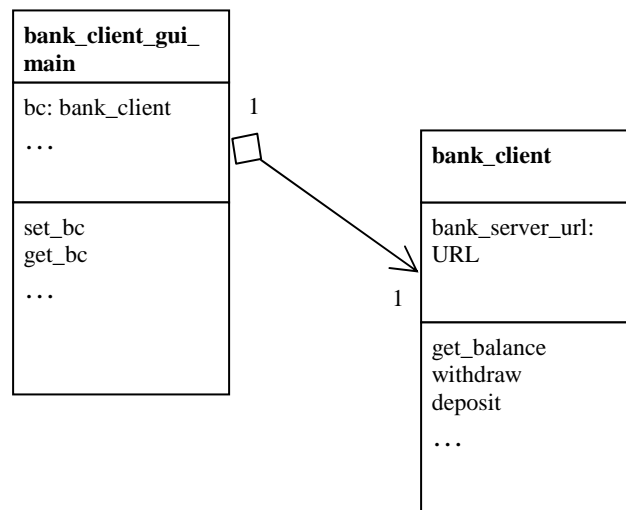 bank_client_gui_
main
bc: bank_client
…
set_bc
get_bc
…
1
1
bank_client
bank_server_url:
URL
get_balance
withdraw
deposit
…